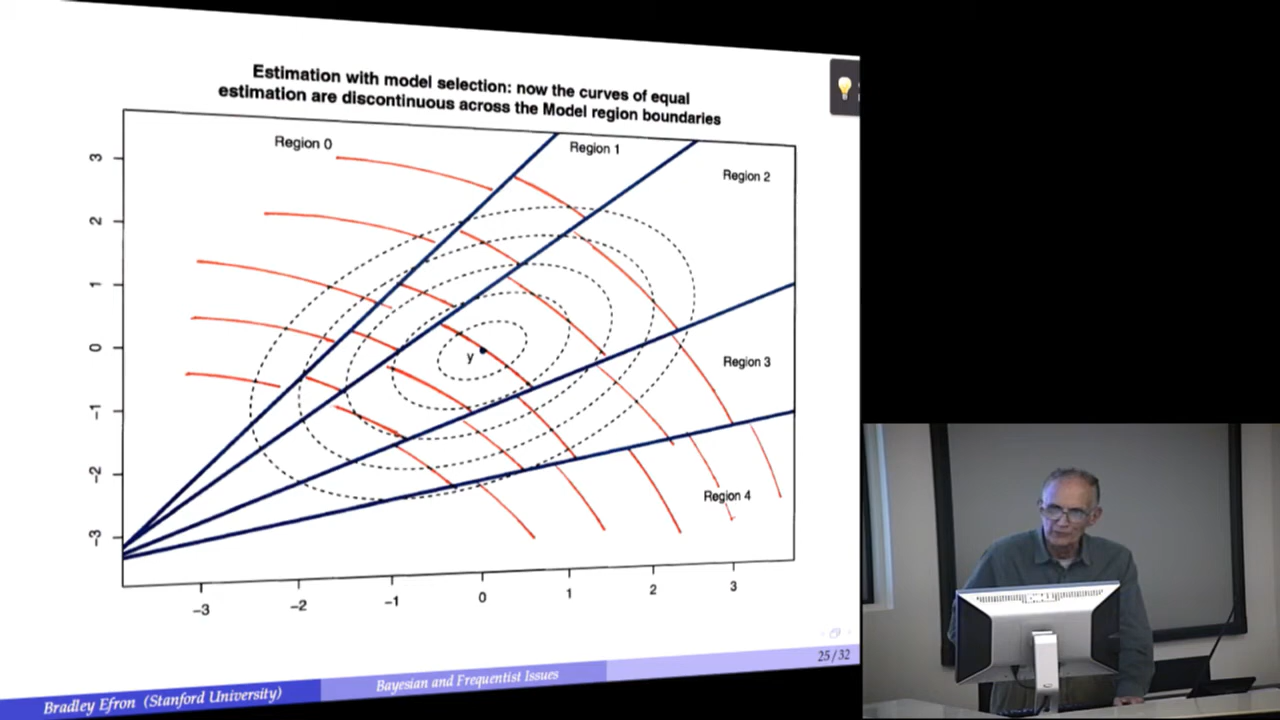 Estimation with model selection: now the curves of equal
estimation are discontinuous across the Model region boundaries
Region 0
Region 1
Region 2
Region 3
Region 4
y
3
2
1
0
−1
−2
−3
−3
−2
−1
0
1
2
3
25 / 32
Bradley Efron (Stanford University)
Bayesian and Frequentist Issues